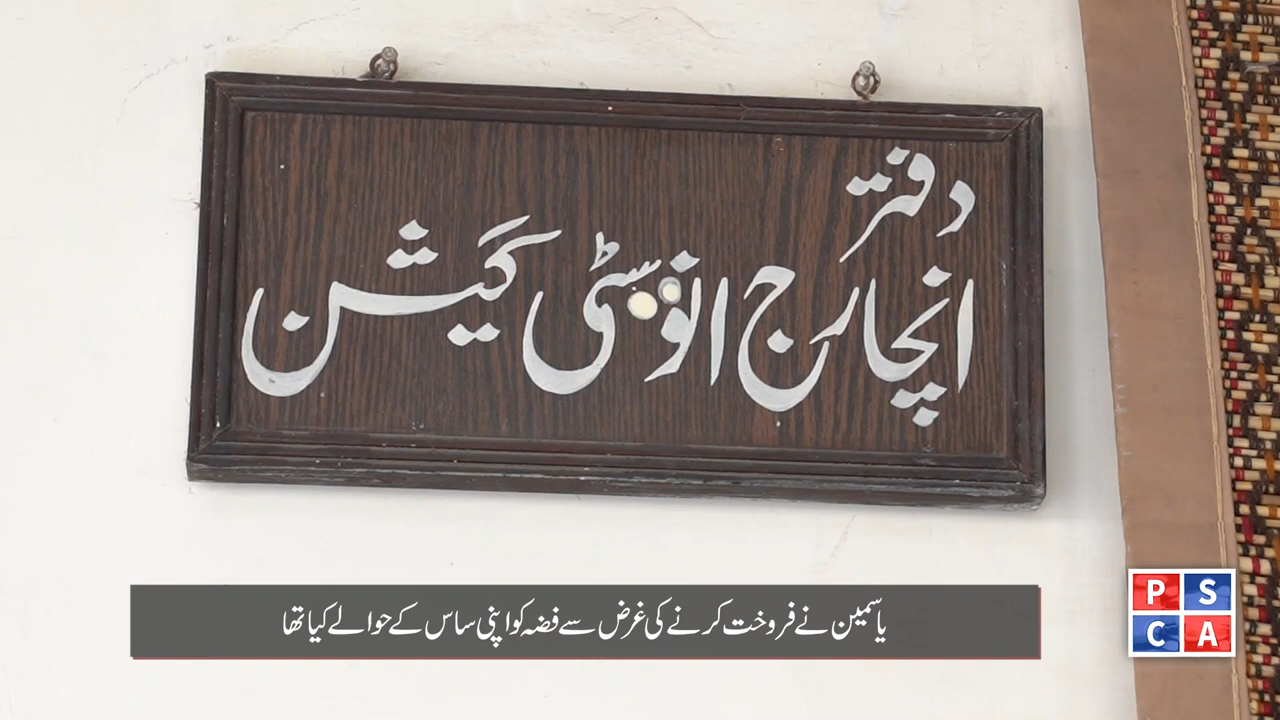 دفتر
انچارج انوسٹی گیشن
یاسمین نے فروخت کرنے کی غرض سے فضہ کو اپنی ساس کے حوالے کیا تھا
P S
C A